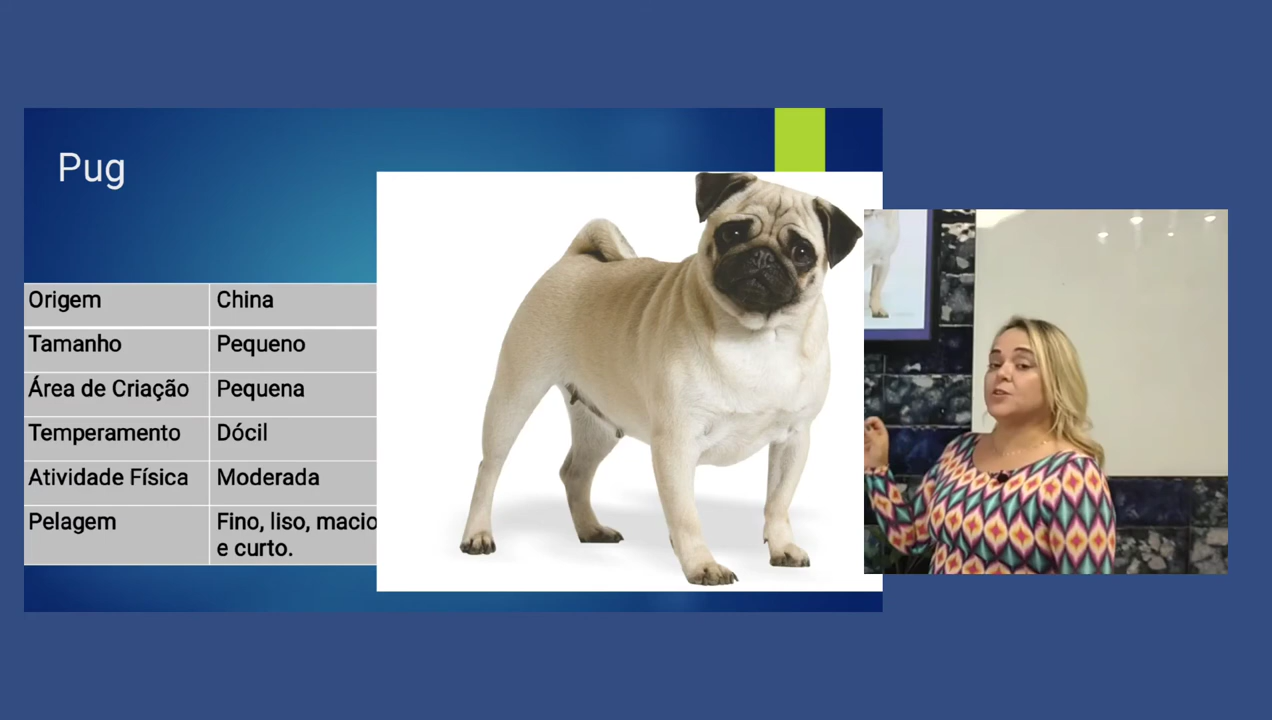 Pug
Origem China
Tamanho Pequeno
Área de Criação Pequena
Temperamento Dócil
Atividade Física Moderada
Pelagem Fino, liso, macio
e curto.